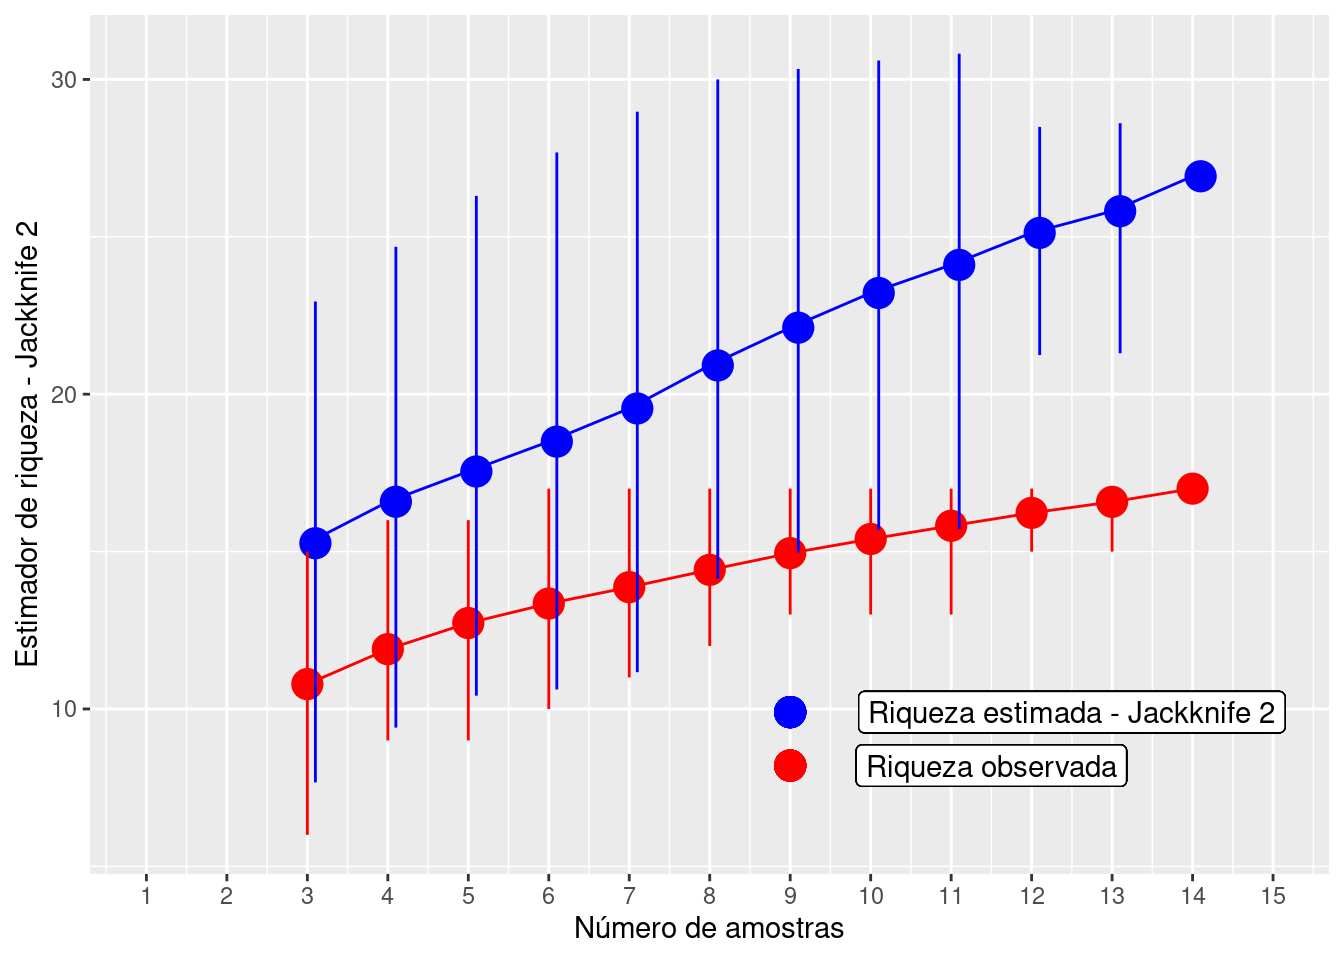 Estimador de riqueza - Jackknife 2
30
20
10
Riqueza estimada - Jackknife 2
Riqueza observada
1 2 3 4 5 6 7 8 9 10 11 12 13 14 15
Número de amostras